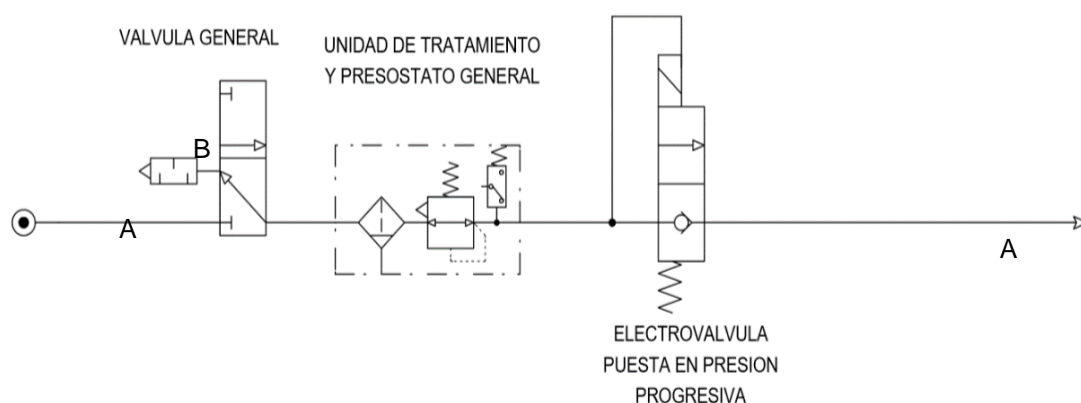 VALVULA GENERAL
UNIDAD DE TRATAMIENTO
Y PRESOSTATO GENERAL
B
A
A
ELECTROVALVULA
PUESTA EN PRESION
PROGRESIVA